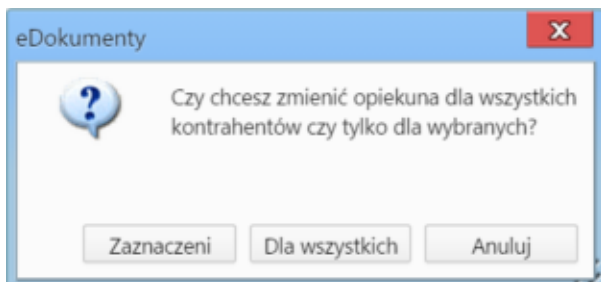 eDokumenty
Czy chcesz zmienić opiekuna dla wszystkich
kontrahentów czy tylko dla wybranych?
Zaznaczeni Dla wszystkich Anuluj